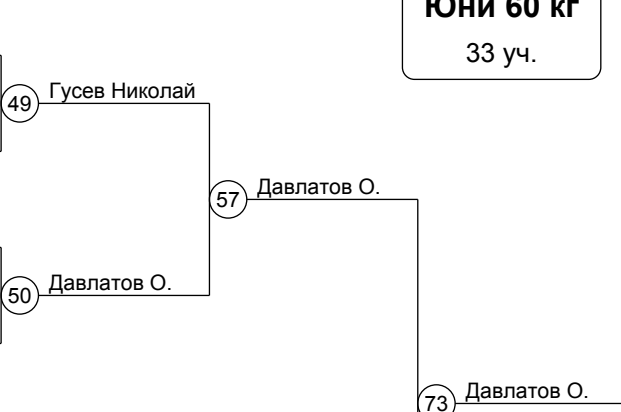 Юни 60 кг
33 уч.
49 Гусев Николай
57 Давлатов О.
50 Давлатов О.
73 Давлатов О.